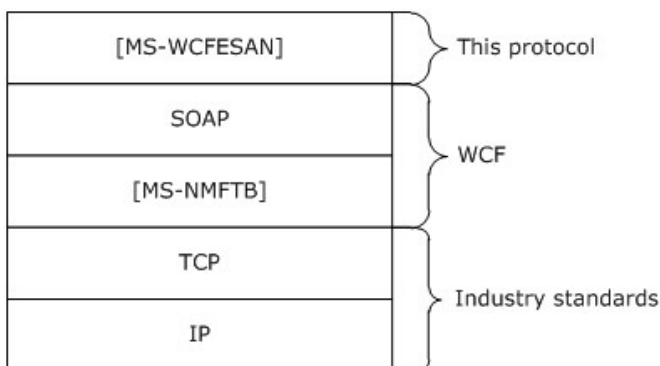 [MS-WCFESAN]
This protocol
SOAP
WCF
[MS-NMFTB]
TCP
Industry standards
IP